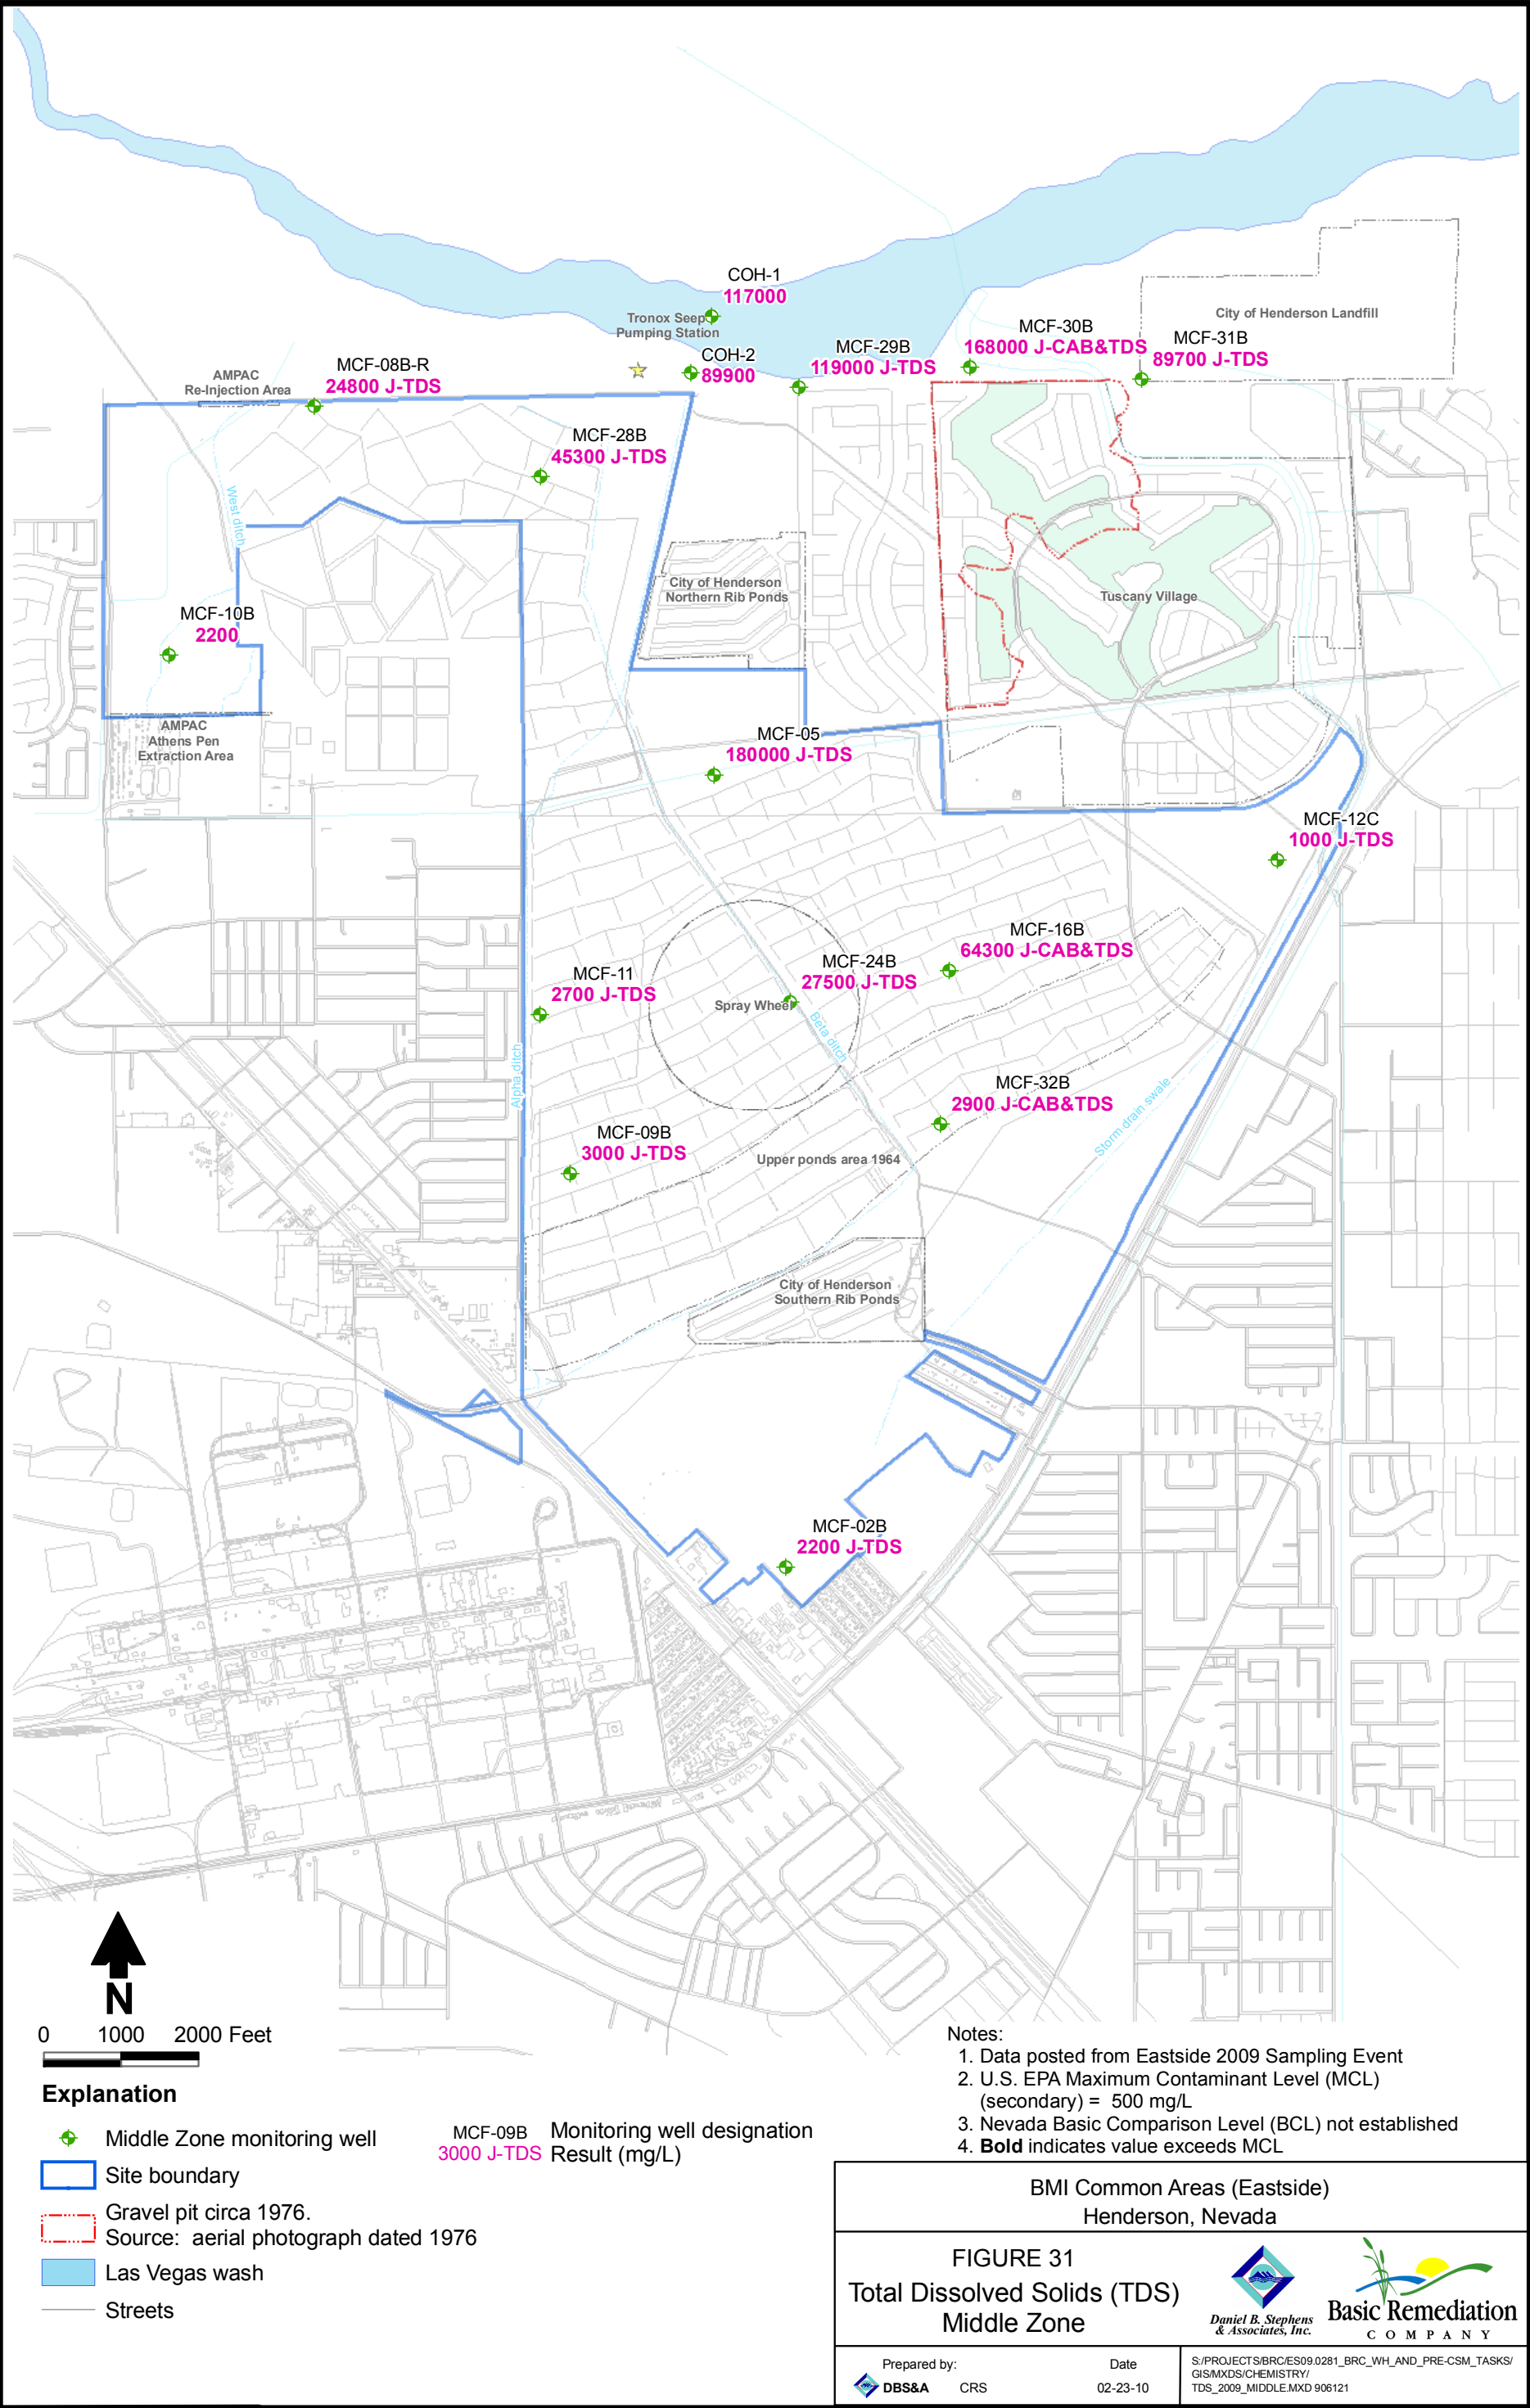 COH-1
117000
Tronox Seep
Pumping Station
City of Henderson Landfill
MCF-30B
168000 J-CAB&TDS
MCF-31B
89700 J-TDS
MCF-29B
119000 J-TDS
COH-2
89900
MCF-08B-R
24800 J-TDS
AMPAC
Re-Injection Area
MCF-28B
45300 J-TDS
West ditch
City of Henderson
Northern Rib Ponds
Tuscany Village
MCF-10B
2200
AMPAC
Athens Pen
Extraction Area
MCF-05
180000 J-TDS
MCF-12C
1000 J-TDS
MCF-16B
64300 J-CAB&TDS
MCF-24B
27500 J-TDS
MCF-11
2700 J-TDS
Spray Wheel
Beta ditch
Alpha ditch
MCF-32B
2900 J-CAB&TDS
Storm drain swale
MCF-09B
3000 J-TDS
Upper ponds area 1964
City of Henderson
Southern Rib Ponds
MCF-02B
2200 J-TDS
N
0 1000 2000 Feet
Explanation
Middle Zone monitoring well
Site boundary
Gravel pit circa 1976.
Source: aerial photograph dated 1976
Las Vegas wash
Streets
MCF-09B Monitoring well designation
3000 J-TDS Result (mg/L)
Notes:
1. Data posted from Eastside 2009 Sampling Event
2. U.S. EPA Maximum Contaminant Level (MCL)
(secondary) = 500 mg/L
3. Nevada Basic Comparison Level (BCL) not established
4. Bold indicates value exceeds MCL
BMI Common Areas (Eastside)
Henderson, Nevada
FIGURE 31
Total Dissolved Solids (TDS)
Middle Zone
Daniel B. Stephens
& Associates, Inc.
Basic Remediation
COMPANY
Prepared by:
DBS&A CRS
Date
02-23-10
S:/PROJECTS/BRC/ES09.0281_BRC_WH_AND_PRE-CSM_TASKS/
GIS/MXDS/CHEMISTRY/
TDS_2009_MIDDLE.MXD 906121